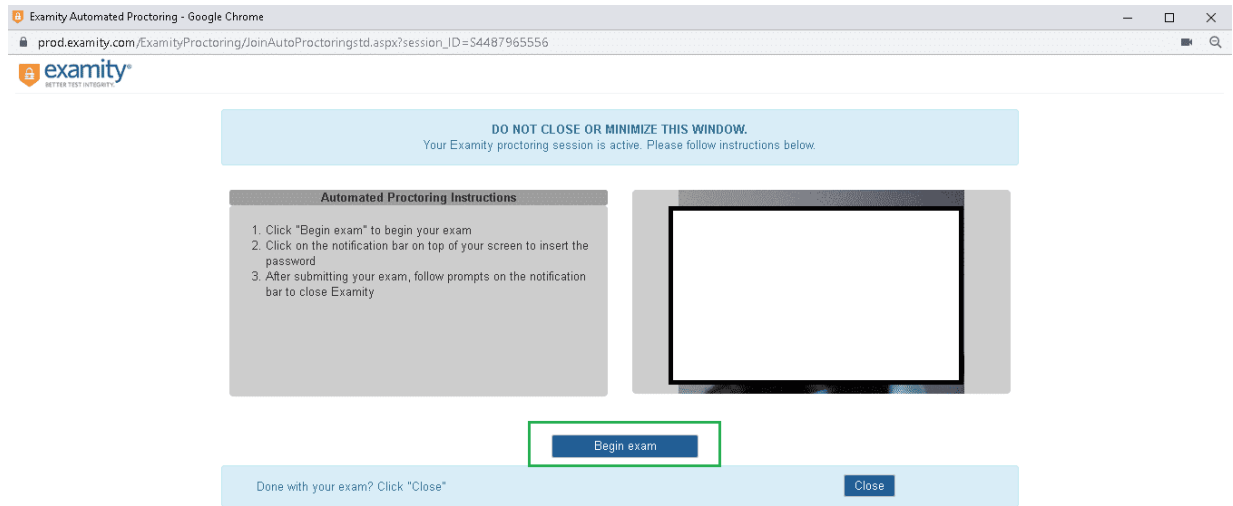 Examity Automated Proctoring - Google Chrome
prod.examity.com/ExamityProctoring/JoinAutoProctoringstd.aspx?session_ID=S4487965556
examity®
BETTER TEST INTEGRITY.
DO NOT CLOSE OR MINIMIZE THIS WINDOW.
Your Examity proctoring session is active. Please follow instructions below.
Automated Proctoring Instructions
1. Click "Begin exam" to begin your exam
2. Click on the notification bar on top of your screen to insert the
password
3. After submitting your exam, follow prompts on the notification
bar to close Examity
Begin exam
Done with your exam? Click "Close"
Close